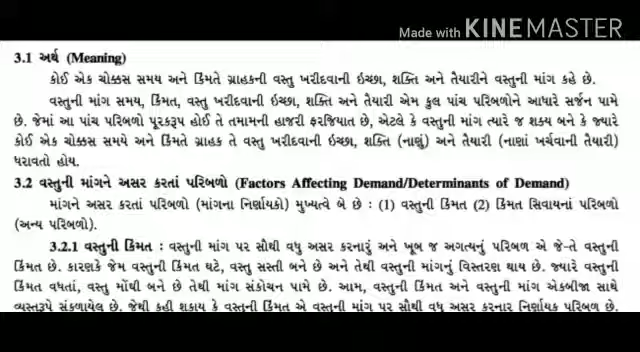 Made with KINEMASTER
3.1 અર્થ (Meaning)
કોઈ એક ચોક્કસ સમય અને કિંમતે ગ્રાહકની વસ્તુ ખરીદવાની ઇચ્છા, શક્તિ અને તૈયારીને વસ્તુની માંગ કહે છે.
વસ્તુની માંગ સમય, કિંમત, વસ્તુ ખરીદવાની ઇચ્છા, શક્તિ અને તૈયારી એમ કુલ પાંચ પરિબળોને આધારે સર્જન પામે
છે. જેમાં આ પાંચ પરિબળો પૂરકરૂપ હોઈ તે તમામની હાજરી ફરજિયાત છે, એટલે કે વસ્તુની માંગ ત્યારે જ શક્ય બને કે જ્યારે
કોઈ એક ચોક્કસ સમયે અને કિંમતે ગ્રાહક તે વસ્તુ ખરીદવાની ઇચ્છા, શક્તિ (નાણું) અને તૈયારી (નાણાં ખર્ચવાની તૈયારી)
ધરાવતો હોય.
3.2 વસ્તુની માંગને અસર કરતાં પરિબળો (Factors Affecting Demand/Determinants of Demand)
માંગને અસર કરતાં પરિબળો (માંગના નિર્ણાયકો) મુખ્યત્વે બે છે : (1) વસ્તુની કિંમત (2) કિંમત સિવાયનાં પરિબળો
(અન્ય પરિબળો).
3.2.1 વસ્તુની કિંમત : વસ્તુની માંગ પર સૌથી વધુ અસર કરનારું અને ખૂબ જ અગત્યનું પરિબળ એ જે-તે વસ્તુની
કિંમત છે. કારણકે જેમ વસ્તુની કિંમત ઘટે, વસ્તુ સસ્તી બને છે અને તેથી વસ્તુની માંગનું વિસ્તરણ થાય છે. જ્યારે વસ્તુની
કિંમત વધતાં, વસ્તુ મોંઘી બને છે તેથી માંગ સંકોચન પામે છે. આમ, વસ્તુની કિંમત અને વસ્તુની માંગ એકબીજા સાથે
વ્યસ્તરૂપે સંકળાયેલ છે. જેથી કહી શકાય કે વસ્તુની કિંમત એ વસ્તુની માંગ પર સૌથી વધુ અસર કરનાર નિર્ણાયક પરિબળ છે.